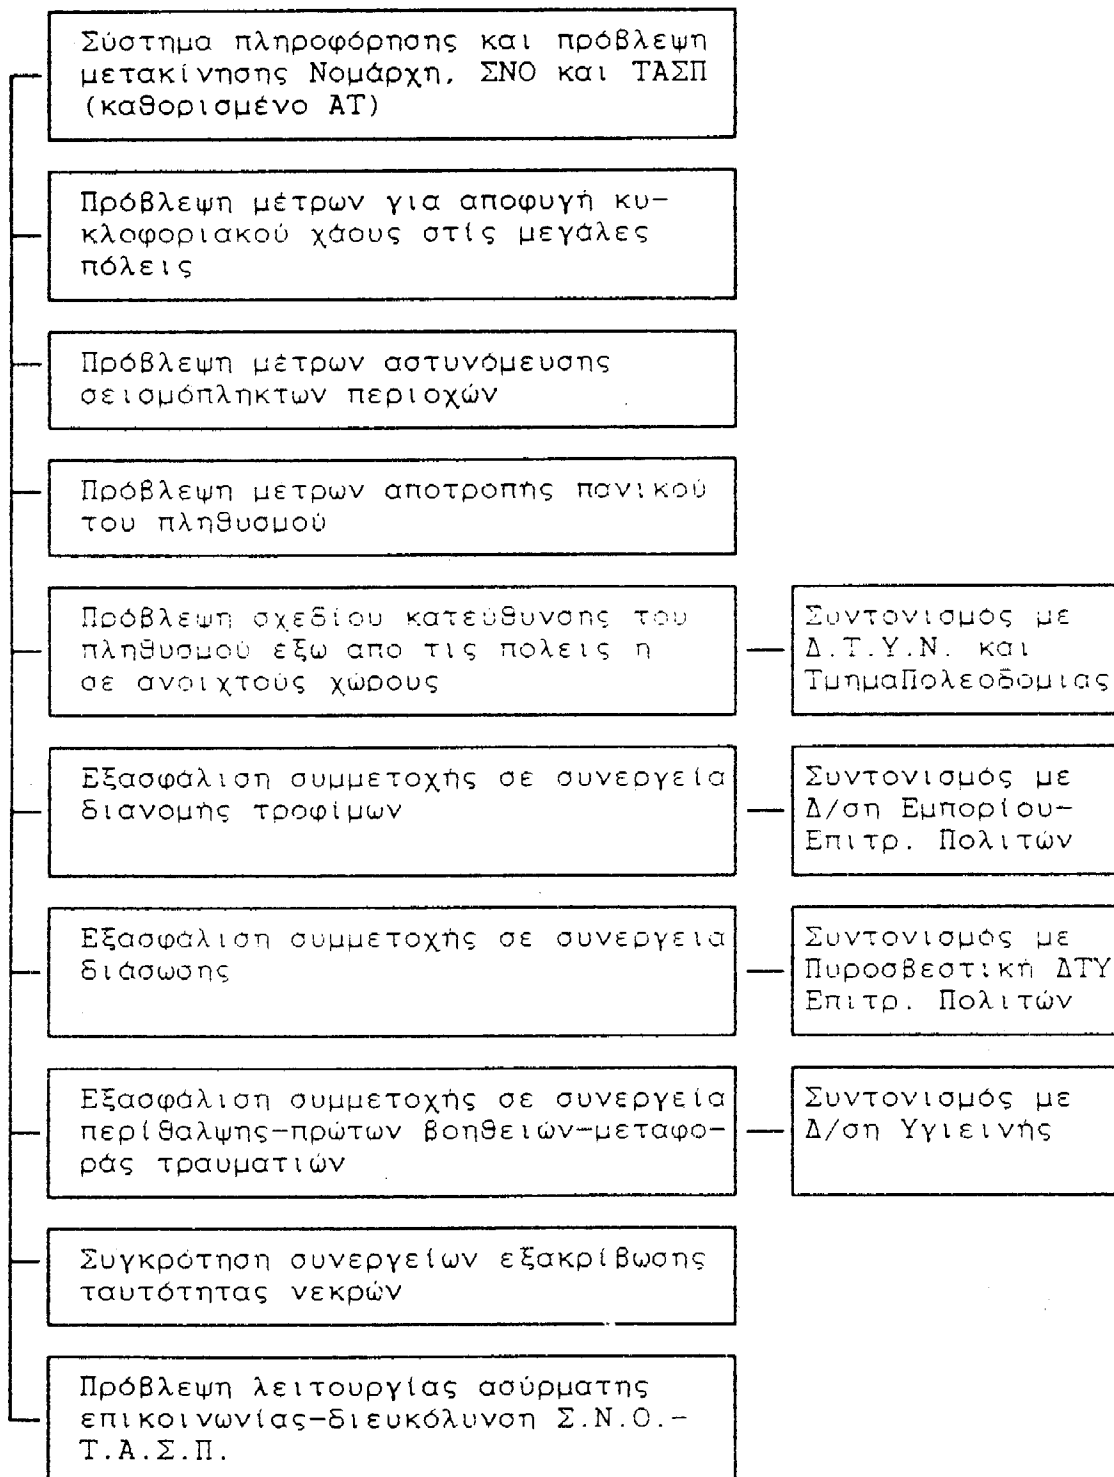 Σύστημα πληροφόρησης και πρόβλεψη
μετακίνησης Νομάρχη, ΣΝΟ και ΤΑΣΠ
(καθορισμένο ΑΤ)
Πρόβλεψη μέτρων για αποφυγή κυ-
κλοφοριακού χάους στίς μεγάλες
πόλεις
Πρόβλεψη μέτρων αστυνόμευσης
σεισμόπληκτων περιοχών
Πρόβλεψη μετρων αποτροπής πανικού
του πληθυσμού
Πρόβλεψη σχεδίου κατεύθυνσης του
πληθυσμού έξω απο τις πολεις η
σε ανοιχτούς χώρους
Συντονισμός με
Δ.Τ.Υ.Ν. και
ΤμημαΠολεοδομιας
Εξασφάλιση συμμετοχής σε συνεργεία
διανομής τροφίμων
Συντονισμός με
Δ/ση Εμπορίου-
Επιτρ. Πολιτών
Εξασφάλιση συμμετοχής σε συνεργεια
διάσωσης
Συντονισμός με
Πυροσβεστική ΔΤΥ
Επιτρ. Πολιτών
Εξασφάλιση συμμετοχής σε συνεργεία
περίθαλψης-πρώτων βοηθειών-μεταφο-
ράς τραυματιών
Συντονισμός με
Δ/ση Υγιεινής
Συγκρότηση συνεργείων εξακρίβωσης
ταυτότητας νεκρών
Πρόβλεψη λειτουργίας ασύρματης
επικοινωνίας-διευκόλυνση Σ.Ν.Ο.-
Τ.Α.Σ.Π.